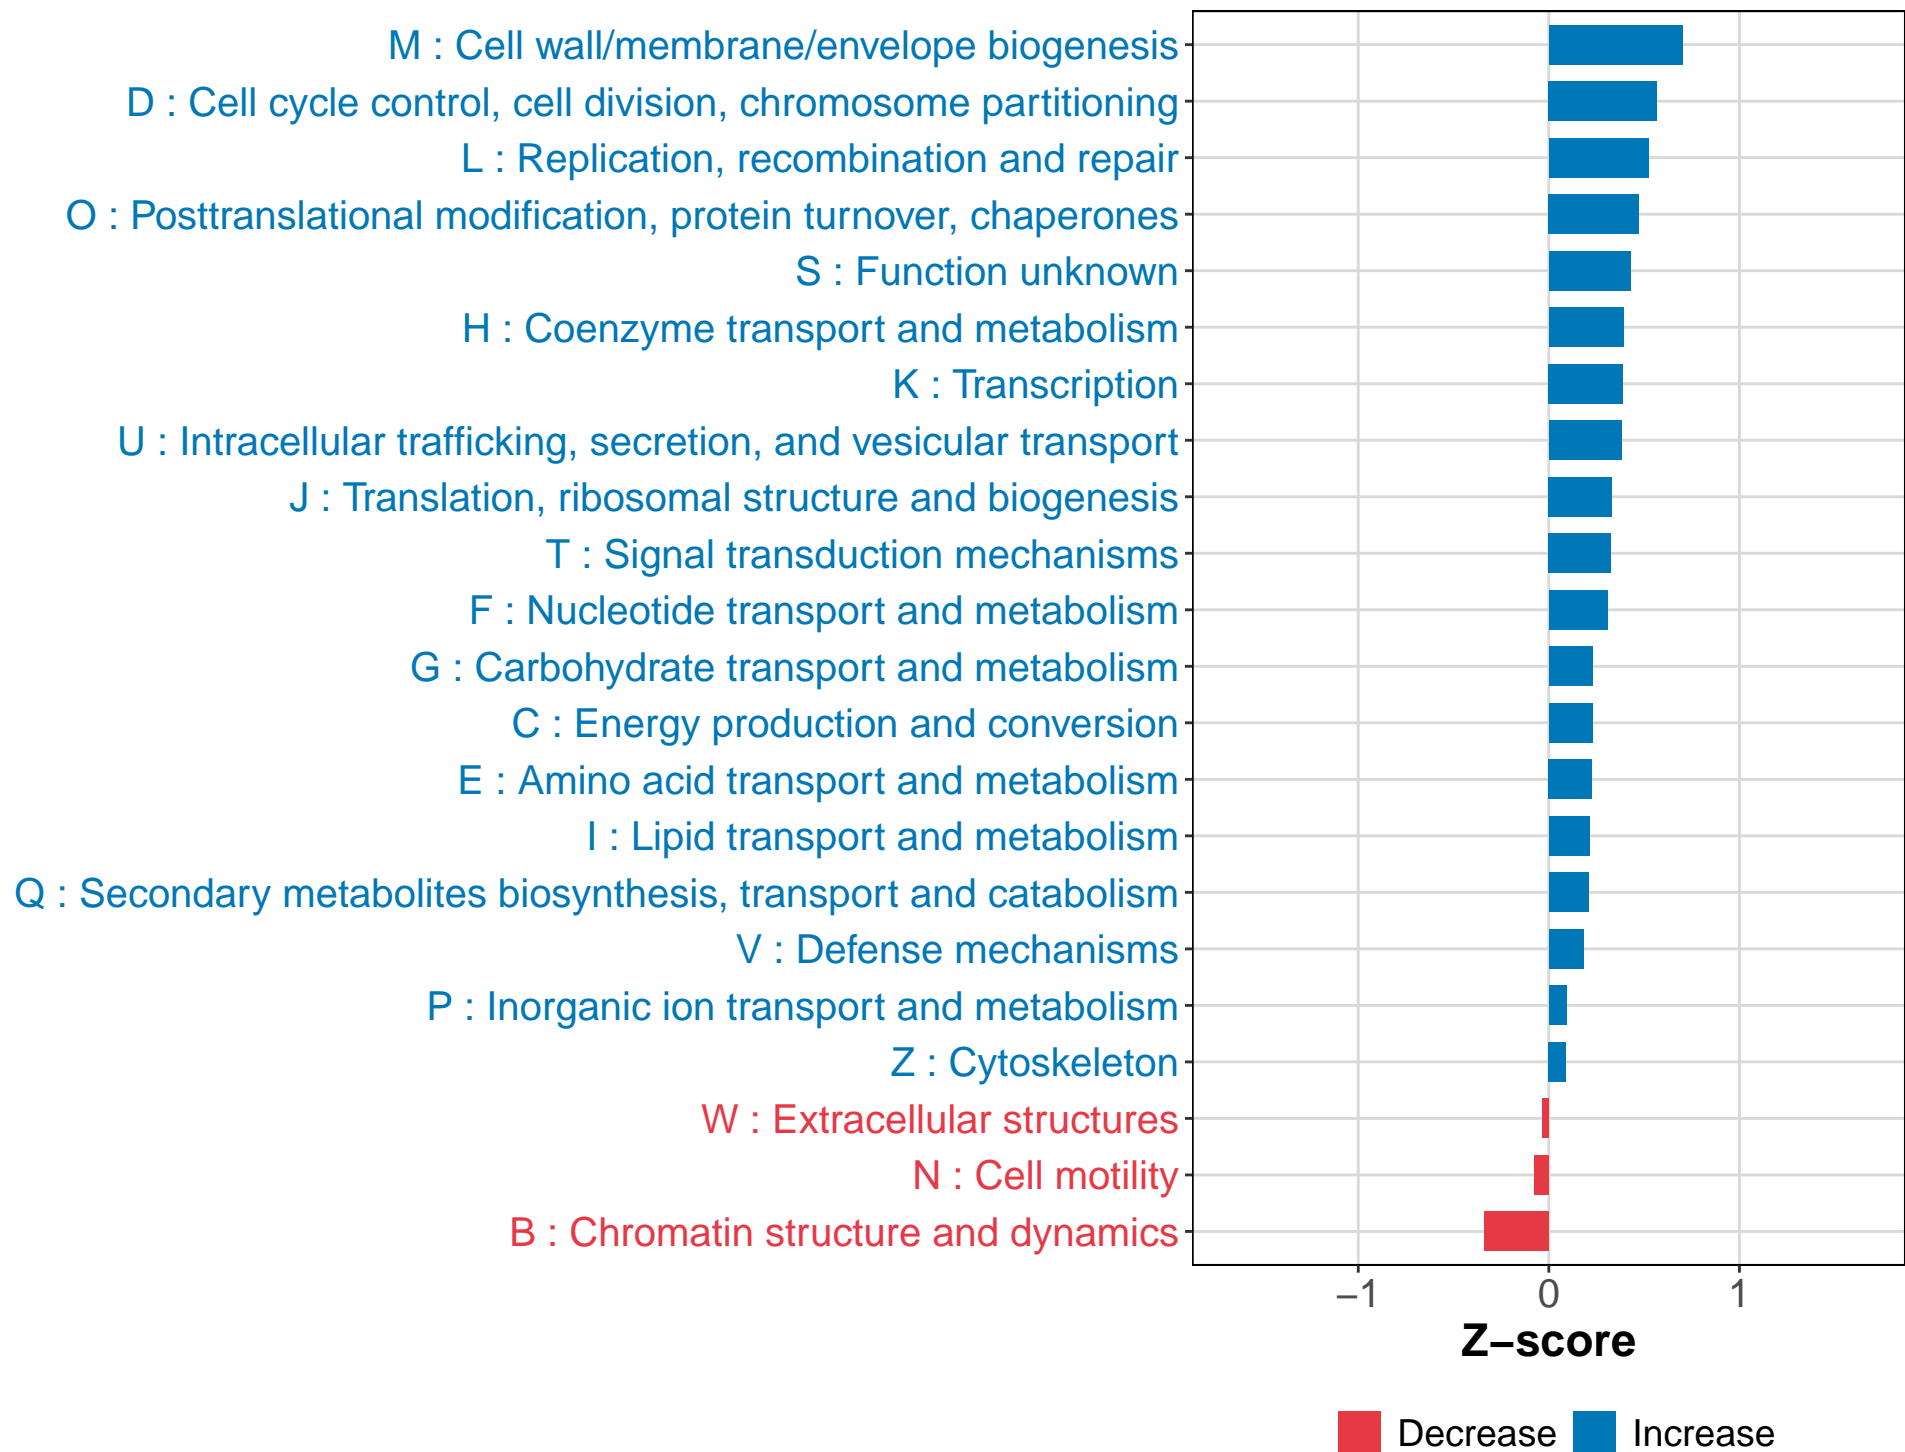 M : Cell wall/membrane/envelope biogenesis
D : Cell cycle control, cell division, chromosome partitioning
L : Replication, recombination and repair
O : Posttranslational modification, protein turnover, chaperones
S : Function unknown
H : Coenzyme transport and metabolism
K : Transcription
U : Intracellular trafficking, secretion, and vesicular transport
J : Translation, ribosomal structure and biogenesis
T : Signal transduction mechanisms
F : Nucleotide transport and metabolism
G : Carbohydrate transport and metabolism
C : Energy production and conversion
E : Amino acid transport and metabolism
I : Lipid transport and metabolism
Q : Secondary metabolites biosynthesis, transport and catabolism
V : Defense mechanisms
P : Inorganic ion transport and metabolism
Z : Cytoskeleton
W : Extracellular structures
N : Cell motility
B : Chromatin structure and dynamics
−1 0 1
Z−score
Decrease Increase